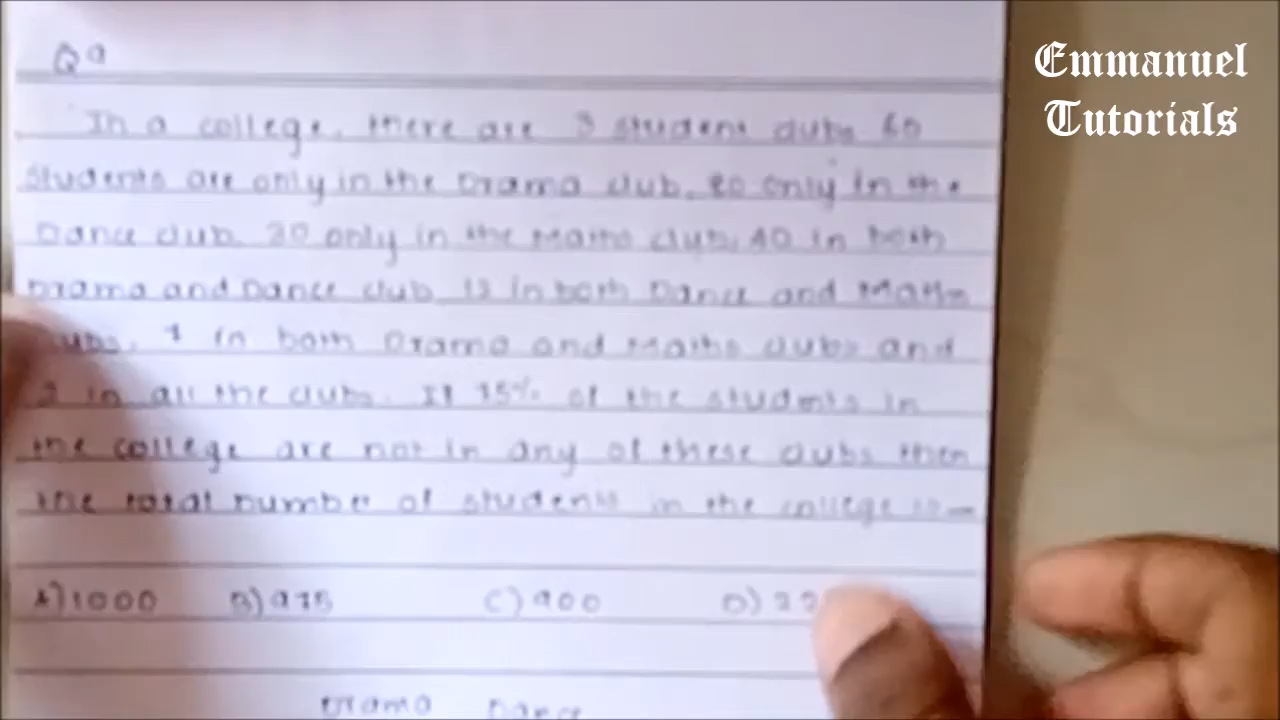 Q9
In a college, there are 3 student clubs 60
students are only in the Drama club, 80 only in the
Dance club 30 only in the Maths club, 40 in both
Drama and Dance club 12 in both Dance and Maths
clubs, 7 in both Drama and Maths clubs and
2 in all the clubs. If 75% of the students in
the college are not in any of these clubs then
the total number of students in the college is—
A) 1000 B) 975 C) 900 D) 22
Drama Dance
Emmanuel
Tutorials